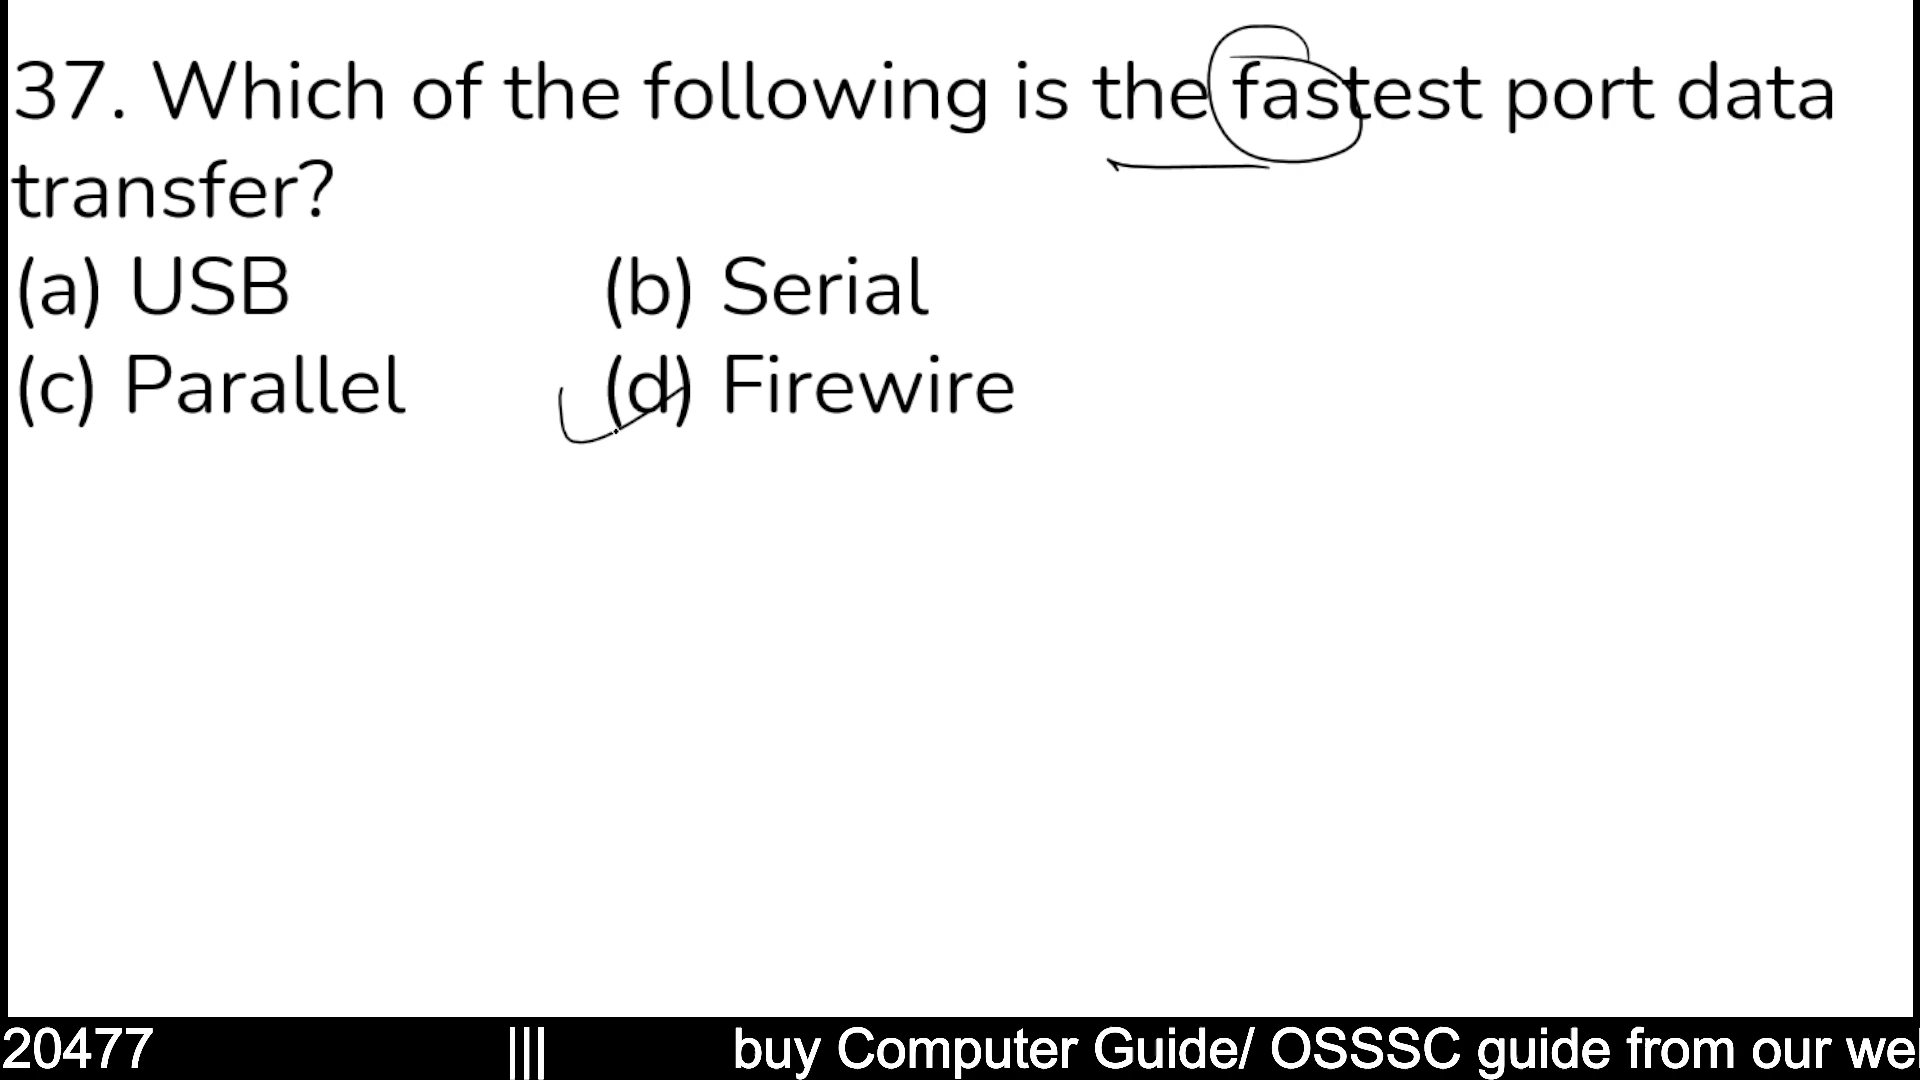 37. Which of the following is the fastest port data
transfer?
(a) USB (b) Serial
(c) Parallel (d) Firewire
20477 ||| buy Computer Guide/ OSSSC guide from our we